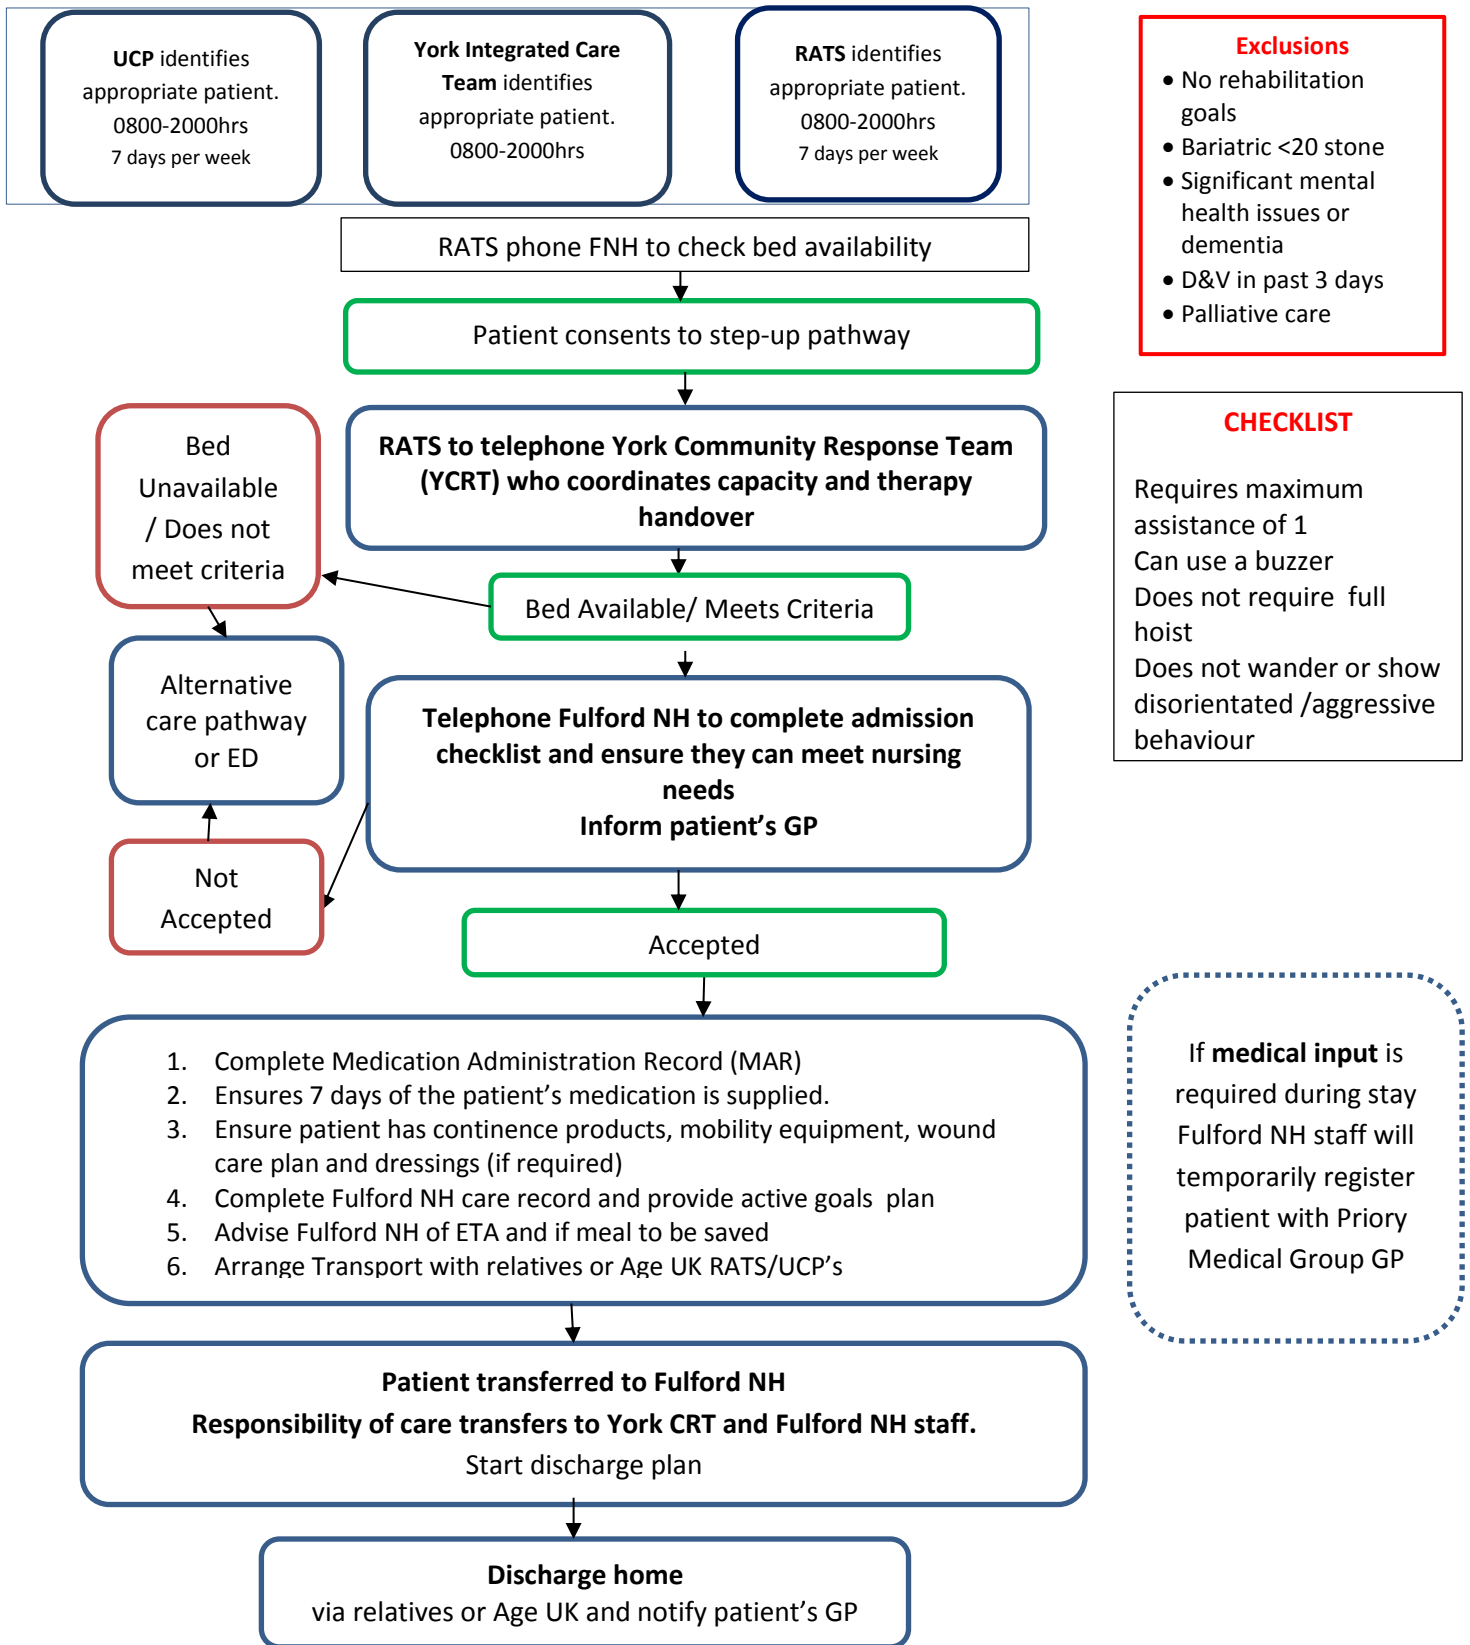 UCP identifies
appropriate patient.
0800-2000hrs
7 days per week
York Integrated Care
Team identifies
appropriate patient.
0800-2000hrs
RATS identifies
appropriate patient.
0800-2000hrs
7 days per week
Exclusions
• No rehabilitation
goals
• Bariatric <20 stone
• Significant mental
health issues or
dementia
• D&V in past 3 days
• Palliative care
RATS phone FNH to check bed availability
Patient consents to step-up pathway
RATS to telephone York Community Response Team
(YCRT) who coordinates capacity and therapy
handover
Bed
Unavailable
/ Does not
meet criteria
Bed Available/ Meets Criteria
CHECKLIST
Requires maximum
assistance of 1
Can use a buzzer
Does not require full
hoist
Does not wander or show
disorientated /aggressive
behaviour
Alternative
care pathway
or ED
Telephone Fulford NH to complete admission
checklist and ensure they can meet nursing
needs
Inform patient's GP
Not
Accepted
Accepted
1. Complete Medication Administration Record (MAR)
2. Ensures 7 days of the patient's medication is supplied.
3. Ensure patient has continence products, mobility equipment, wound
care plan and dressings (if required)
4. Complete Fulford NH care record and provide active goals plan
5. Advise Fulford NH of ETA and if meal to be saved
6. Arrange Transport with relatives or Age UK RATS/UCP's
If medical input is
required during stay
Fulford NH staff will
temporarily register
patient with Priory
Medical Group GP
Patient transferred to Fulford NH
Responsibility of care transfers to York CRT and Fulford NH staff.
Start discharge plan
Discharge home
via relatives or Age UK and notify patient's GP